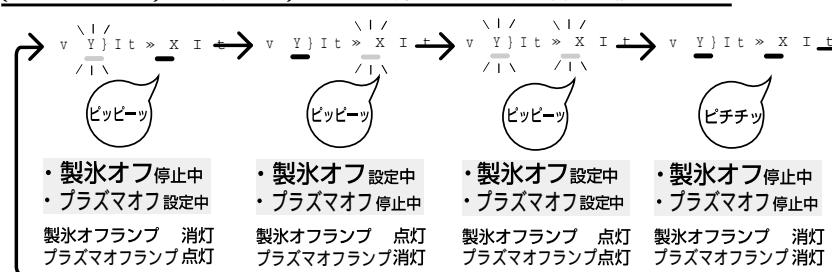 v Y}It » X I t
v Y}It » X I t
v Y}It » X I t
v Y}It » X I t
ピッピーッ
ピッピーッ
ピッピーッ
ピチチッ
・製氷オフ停止中
・プラズマオフ設定中
・製氷オフ設定中
・プラズマオフ停止中
・製氷オフ設定中
・プラズマオフ設定中
・製氷オフ停止中
・プラズマオフ停止中
製氷オフランプ 消灯
プラズマオフランプ点灯
製氷オフランプ 点灯
プラズマオフランプ消灯
製氷オフランプ 点灯
プラズマオフランプ点灯
製氷オフランプ 消灯
プラズマオフランプ消灯